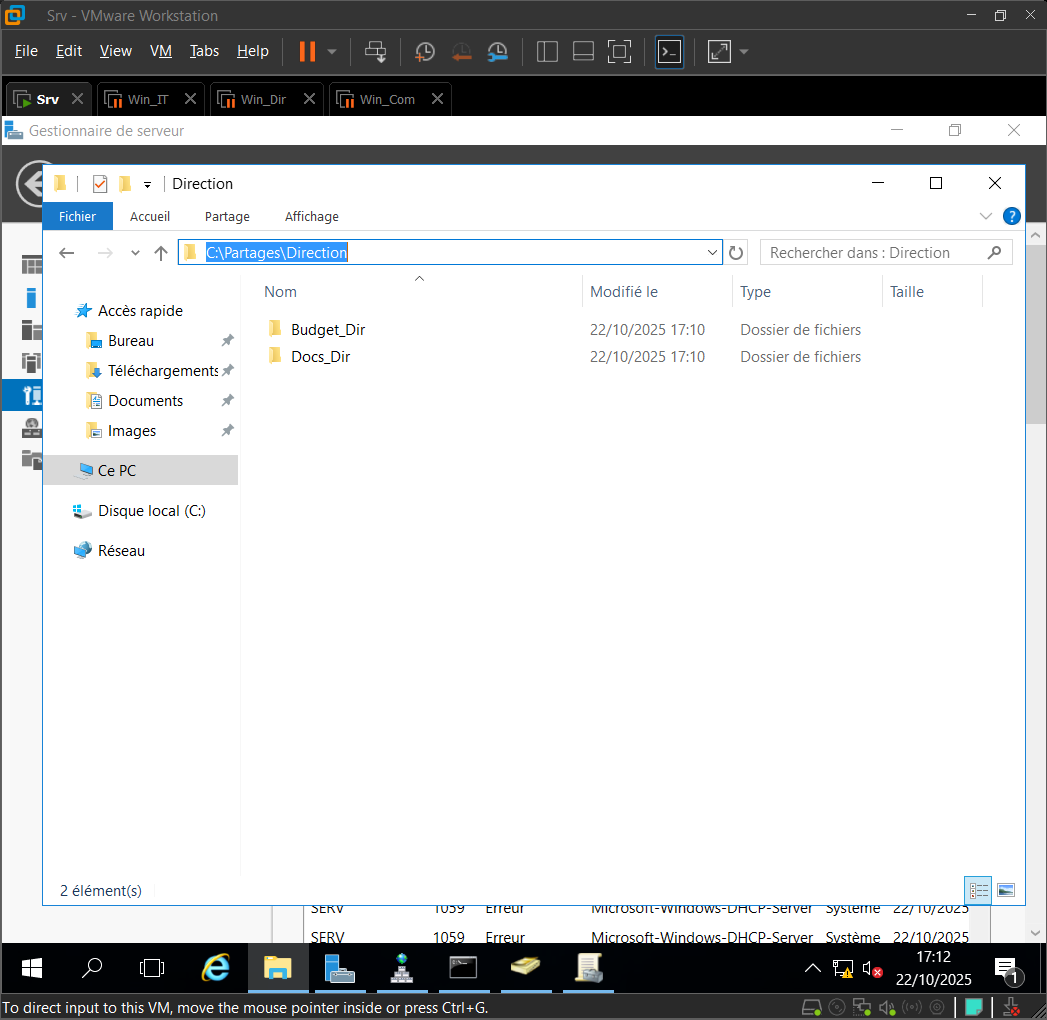 Srv - VMware Workstation
File Edit View VM Tabs Help
Srv Win_IT Win_Dir Win_Com
Gestionnaire de serveur
Direction
Fichier Accueil Partage Affichage
C:\Partages\Direction Rechercher dans : Direction
Nom Modifié le Type Taille
Accès rapide
Bureau
Téléchargements
Documents
Images
Ce PC
Disque local (C:)
Réseau
Budget_Dir 22/10/2025 17:10 Dossier de fichiers
Docs_Dir 22/10/2025 17:10 Dossier de fichiers
2 élément(s)
SERV 1059 Erreur Microsoft-Windows-DHCP-Server Système 22/10/2025
SERV 1059 Erreur Microsoft-Windows-DHCP-Server Système 22/10/2025
17:12
22/10/2025
1
To direct input to this VM, move the mouse pointer inside or press Ctrl+G.